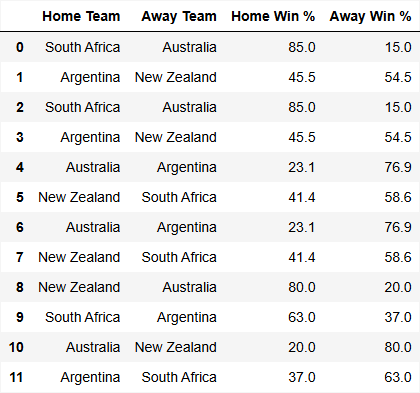 Home Team Away Team Home Win % Away Win %
0 South Africa Australia 85.0 15.0
1 Argentina New Zealand 45.5 54.5
2 South Africa Australia 85.0 15.0
3 Argentina New Zealand 45.5 54.5
4 Australia Argentina 23.1 76.9
5 New Zealand South Africa 41.4 58.6
6 Australia Argentina 23.1 76.9
7 New Zealand South Africa 41.4 58.6
8 New Zealand Australia 80.0 20.0
9 South Africa Argentina 63.0 37.0
10 Australia New Zealand 20.0 80.0
11 Argentina South Africa 37.0 63.0